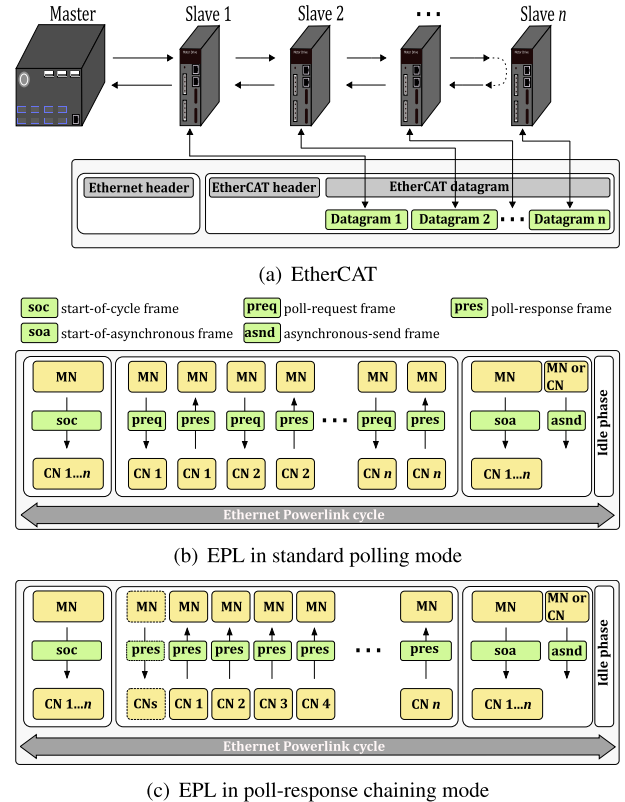 Master Slave 1 Slave 2 ··· Slave n
Ethernet header EtherCAT header EtherCAT datagram
Datagram 1 Datagram 2 ··· Datagram n
(a) EtherCAT
soc start-of-cycle frame preq poll-request frame pres poll-response frame
soa start-of-asynchronous frame asnd asynchronous-send frame
MN MN MN MN MN MN MN MN MN or CN
soc preq pres preq pres ··· preq pres soa asnd
CN 1...n CN 1 CN 1 CN 2 CN 2 CN n CN n CN 1...n
Idle phase
Ethernet Powerlink cycle
(b) EPL in standard polling mode
MN MN MN MN MN MN MN MN MN or CN
soc pres pres pres pres pres ··· pres soa asnd
CN 1...n CNs CN 1 CN 2 CN 3 CN 4 CN n CN 1...n
Idle phase
Ethernet Powerlink cycle
(c) EPL in poll-response chaining mode